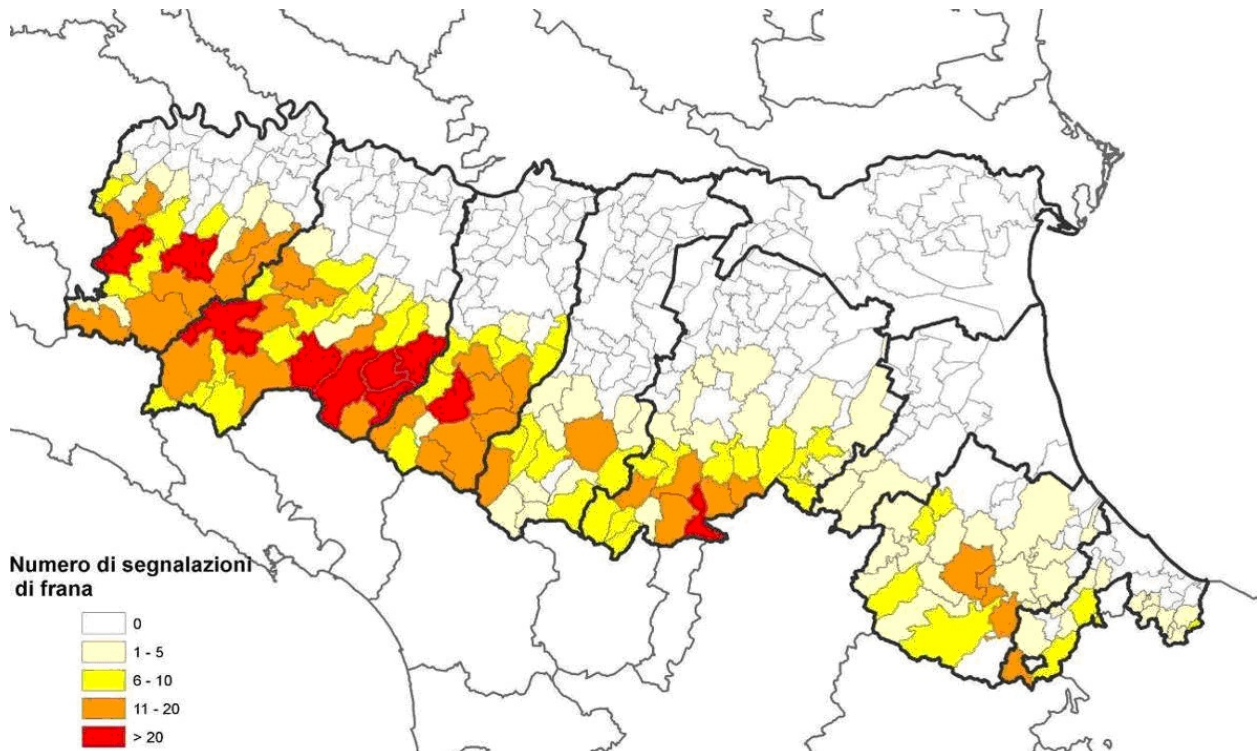 Numero di segnalazioni
di frana
0
1 - 5
6 - 10
11 - 20
> 20